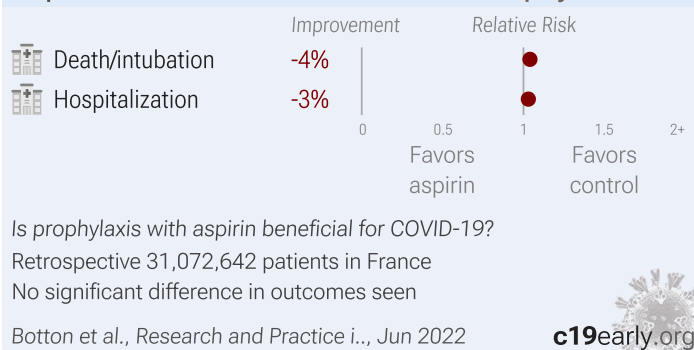 Improvement Relative Risk
Death/intubation -4%
Hospitalization -3%
0 0.5 1 1.5 2+
Favors Favors
aspirin control
Is prophylaxis with aspirin beneficial for COVID-19?
Retrospective 31,072,642 patients in France
No significant difference in outcomes seen
Botton et al., Research and Practice i.., Jun 2022 c19early.org